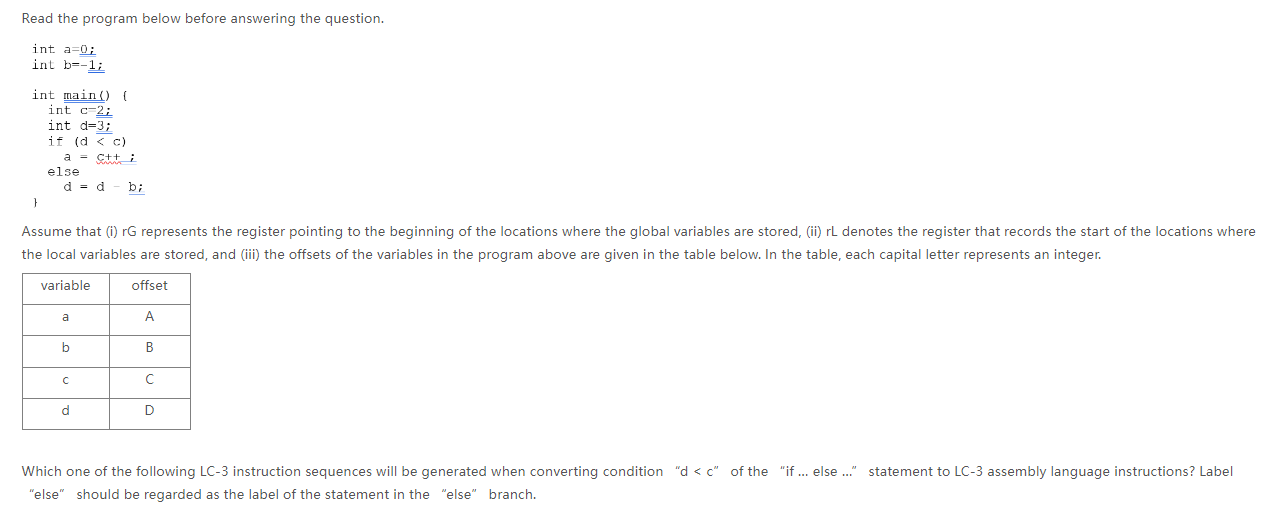 Read the program below before answering the question.
int a=0;
int b=-1;
int main() {
int c=2;
int d=3;
if (d < c)
a = c++ ;
else
d = d - b;
}
Assume that (i) rG represents the register pointing to the beginning of the locations where the global variables are stored, (ii) rL denotes the register that records the start of the locations where
the local variables are stored, and (iii) the offsets of the variables in the program above are given in the table below. In the table, each capital letter represents an integer.
variable offset
a A
b B
c C
d D
Which one of the following LC-3 instruction sequences will be generated when converting condition “d < c” of the “if ... else ...” statement to LC-3 assembly language instructions? Label
“else” should be regarded as the label of the statement in the “else” branch.